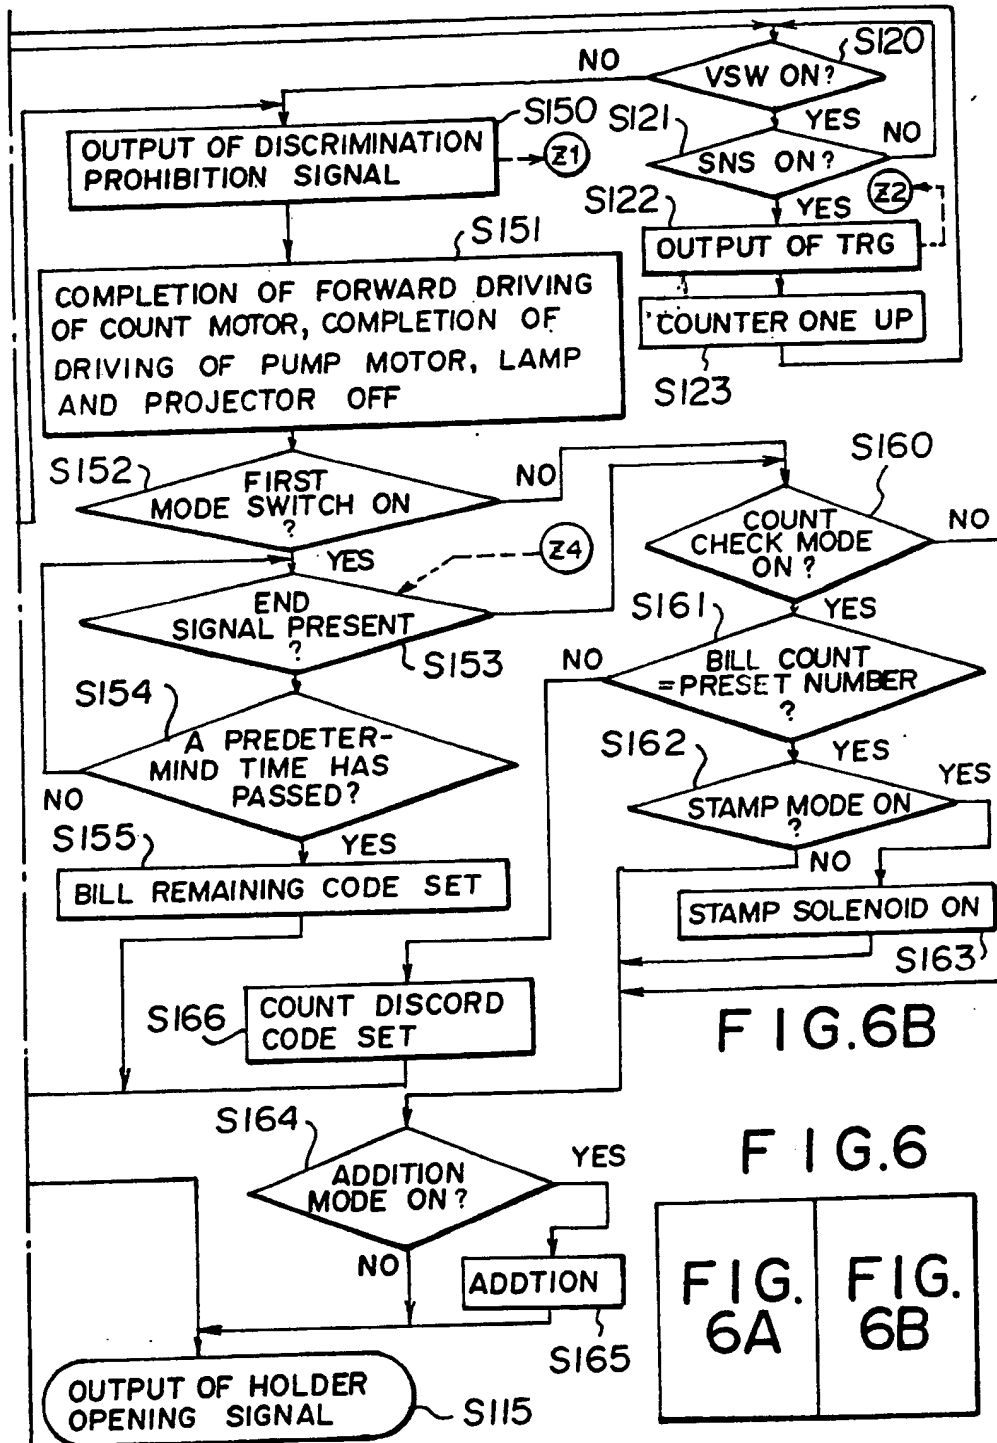 S120
NO
VSW ON?
S150
S121
YES
NO
OUTPUT OF DISCRIMINATION
PROHIBITION SIGNAL
Z1
SNS ON?
S122
YES
Z2
S151
OUTPUT OF TRG
COMPLETION OF FORWARD DRIVING
OF COUNT MOTOR, COMPLETION OF
DRIVING OF PUMP MOTOR, LAMP
AND PROJECTOR OFF
COUNTER ONE UP
S123
S152
FIRST
MODE SWITCH ON
?
NO
S160
COUNT
CHECK MODE
ON?
NO
YES
Z4
END
SIGNAL PRESENT
?
S153
S161
YES
NO
BILL COUNT
=PRESET NUMBER
?
S154
A PREDETER-
MIND TIME HAS
PASSED?
NO
S162
YES
YES
STAMP MODE ON
?
S155
YES
NO
BILL REMAINING CODE SET
STAMP SOLENOID ON
S163
S166
COUNT DISCORD
CODE SET
FIG.6B
S164
ADDITION
MODE ON?
YES
FIG.6
NO
ADDTION
S165
FIG.
6A
FIG.
6B
OUTPUT OF HOLDER
OPENING SIGNAL
S115